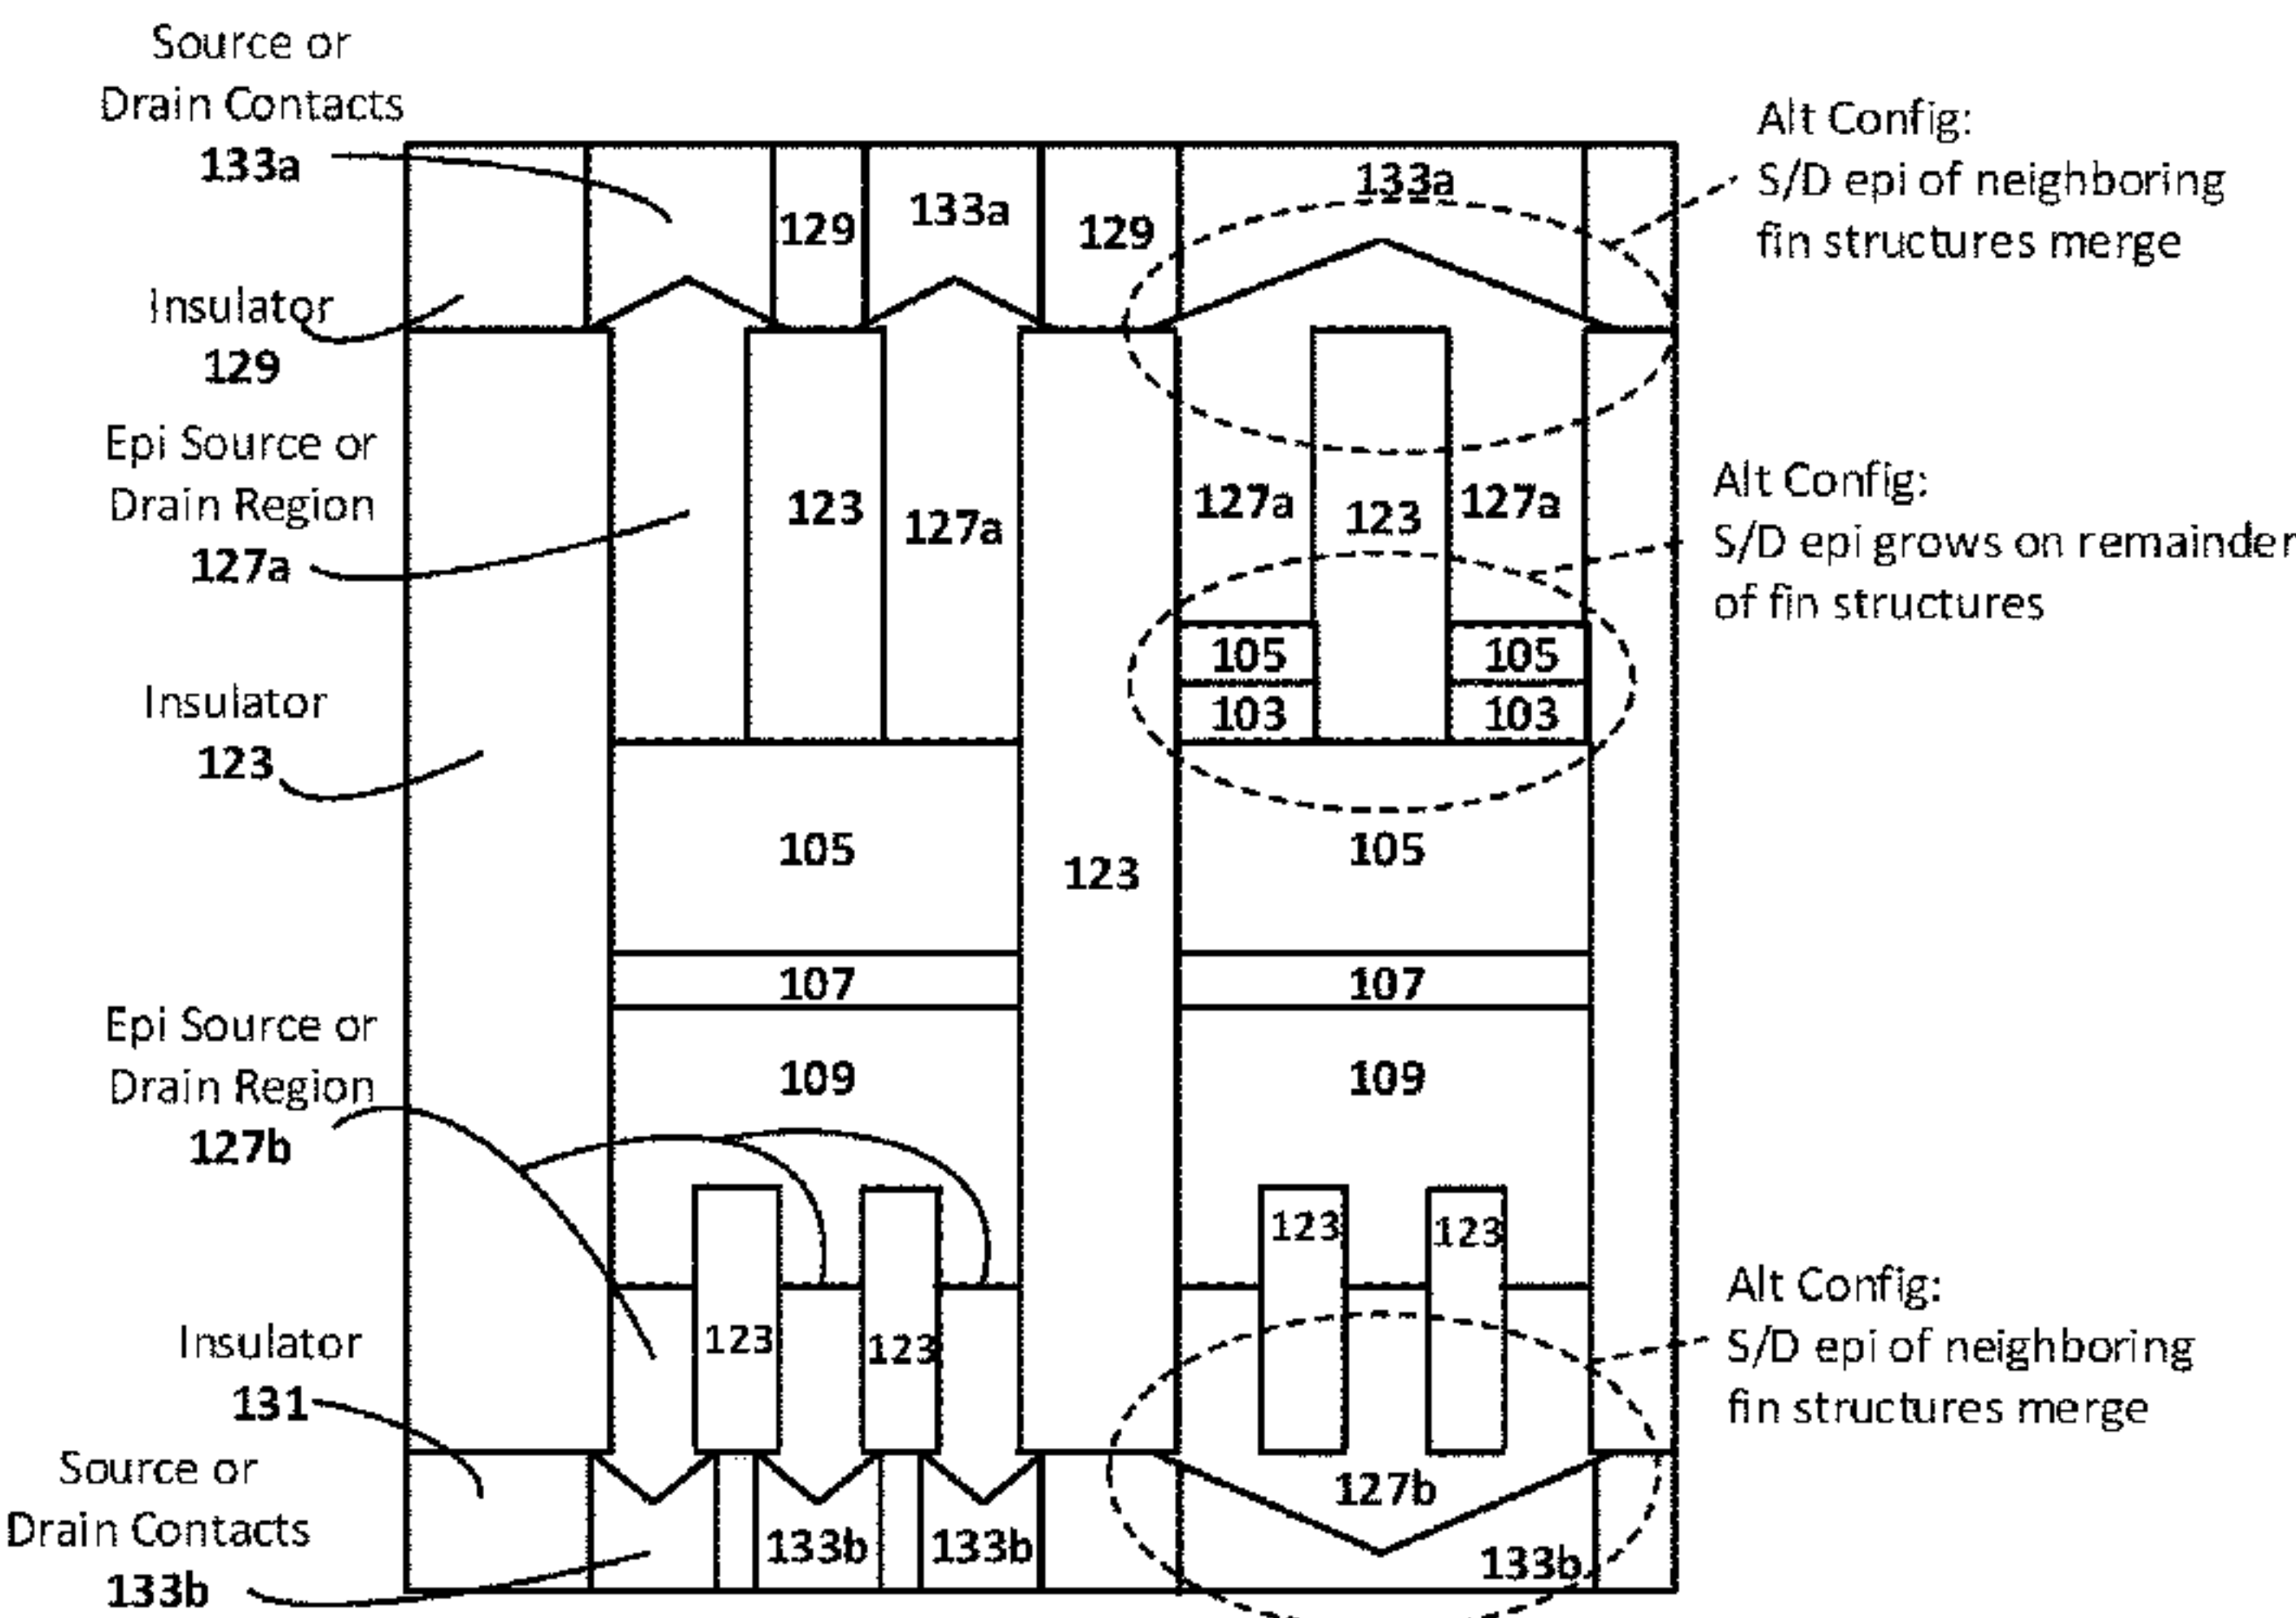 Source or
Drain Contacts
133a
Insulator
129
Epi Source or
Drain Region
127a
Insulator
123
Epi Source or
Drain Region
127b
Insulator
131
Source or
Drain Contacts
133b
129
133a
129
133a
123
127a
127a
123
127a
105
105
103
103
105
123
105
107
107
109
109
123
123
123
123
127b
133b
133b
133b
Alt Config:
S/D epi of neighboring
fin structures merge
Alt Config:
S/D epi grows on remainder
of fin structures
Alt Config:
S/D epi of neighboring
fin structures merge